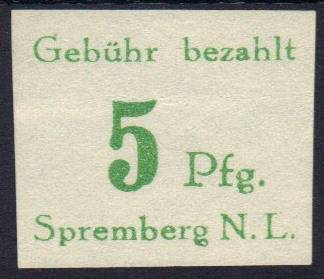 Gebühr bezahlt
5 Pfg.
Spremberg N.L.